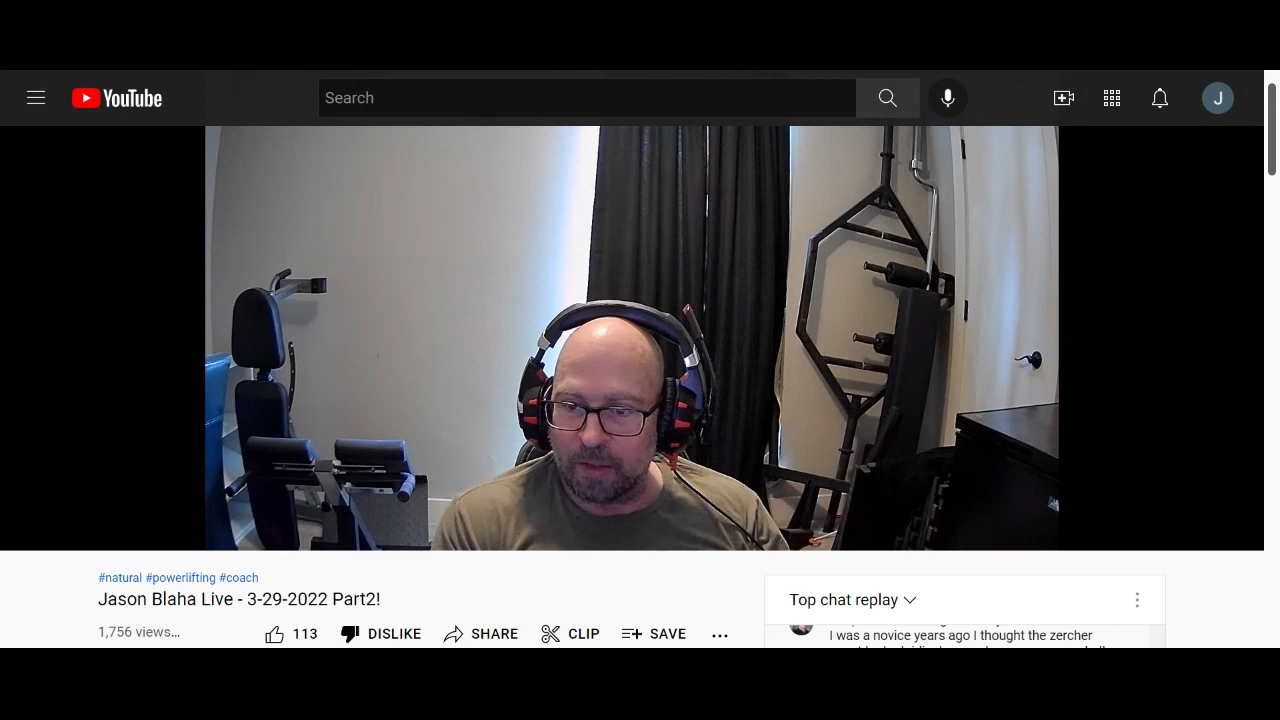 YouTube
Search
J
#natural #powerlifting #coach
Jason Blaha Live - 3-29-2022 Part2!
1,756 views...
113
DISLIKE
SHARE
CLIP
SAVE
Top chat replay
I was a novice years ago I thought the zercher